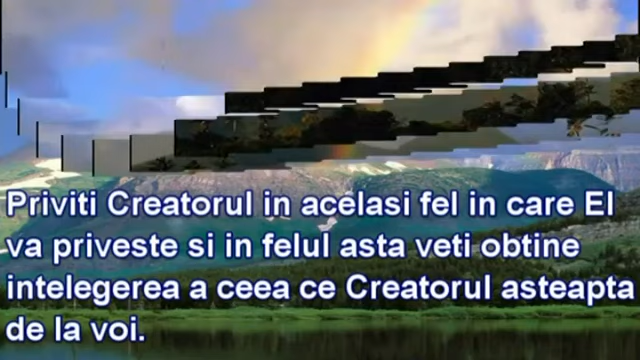 Priviti Creatorul in acelasi fel in care El
va priveste si in felul asta veti obtine
intelegerea a ceea ce Creatorul asteapta
de la voi.